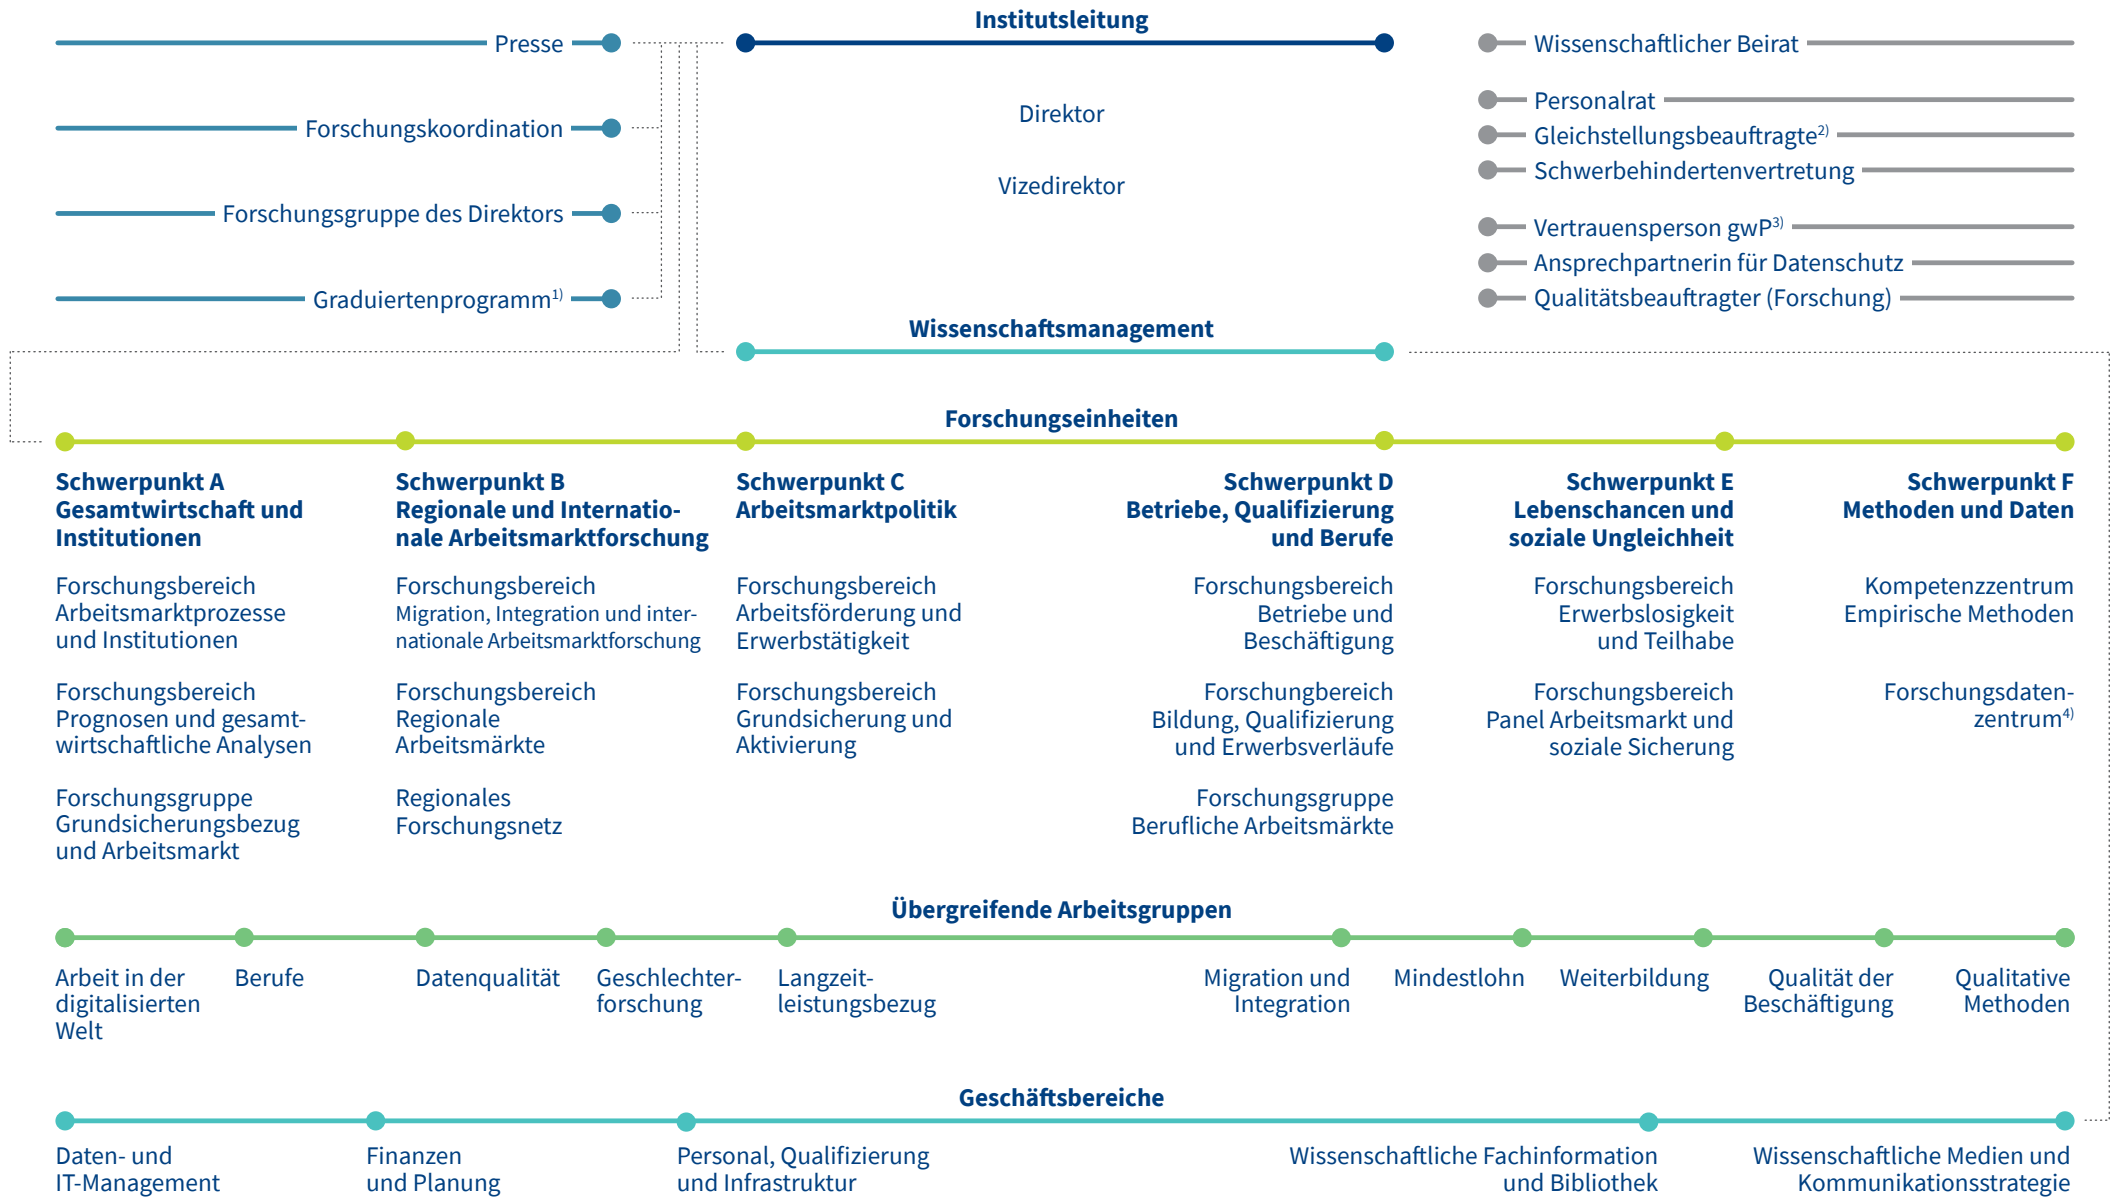 Institutsleitung
Presse
Forschungskoordination
Forschungsgruppe des Direktors
Graduiertenprogramm1)
Direktor
Vizedirektor
Wissenschaftlicher Beirat
Personalrat
Gleichstellungsbeauftragte2)
Schwerbehindertenvertretung
Vertrauensperson gwP3)
Ansprechpartnerin für Datenschutz
Qualitätsbeauftragter (Forschung)
Wissenschaftsmanagement
Forschungseinheiten
Schwerpunkt A
Gesamtwirtschaft und
Institutionen
Forschungsbereich
Arbeitsmarktprozesse
und Institutionen
Forschungsbereich
Prognosen und gesamt-
wirtschaftliche Analysen
Forschungsgruppe
Grundsicherungsbezug
und Arbeitsmarkt
Schwerpunkt B
Regionale und Internatio-
nale Arbeitsmarktforschung
Forschungsbereich
Migration, Integration und inter-
nationale Arbeitsmarktforschung
Forschungsbereich
Regionale
Arbeitsmärkte
Regionales
Forschungsnetz
Schwerpunkt C
Arbeitsmarktpolitik
Forschungsbereich
Arbeitsförderung und
Erwerbstätigkeit
Forschungsbereich
Grundsicherung und
Aktivierung
Schwerpunkt D
Betriebe, Qualifizierung
und Berufe
Forschungsbereich
Betriebe und
Beschäftigung
Forschungbereich
Bildung, Qualifizierung
und Erwerbsverläufe
Forschungsgruppe
Berufliche Arbeitsmärkte
Schwerpunkt E
Lebenschancen und
soziale Ungleichheit
Forschungsbereich
Erwerbslosigkeit
und Teilhabe
Forschungsbereich
Panel Arbeitsmarkt und
soziale Sicherung
Schwerpunkt F
Methoden und Daten
Kompetenzzentrum
Empirische Methoden
Forschungsdaten-
zentrum4)
Übergreifende Arbeitsgruppen
Arbeit in der
digitalisierten
Welt
Berufe
Datenqualität
Geschlechter-
forschung
Langzeit-
leistungsbezug
Migration und
Integration
Mindestlohn
Weiterbildung
Qualität der
Beschäftigung
Qualitative
Methoden
Geschäftsbereiche
Daten- und
IT-Management
Finanzen
und Planung
Personal, Qualifizierung
und Infrastruktur
Wissenschaftliche Fachinformation
und Bibliothek
Wissenschaftliche Medien und
Kommunikationsstrategie